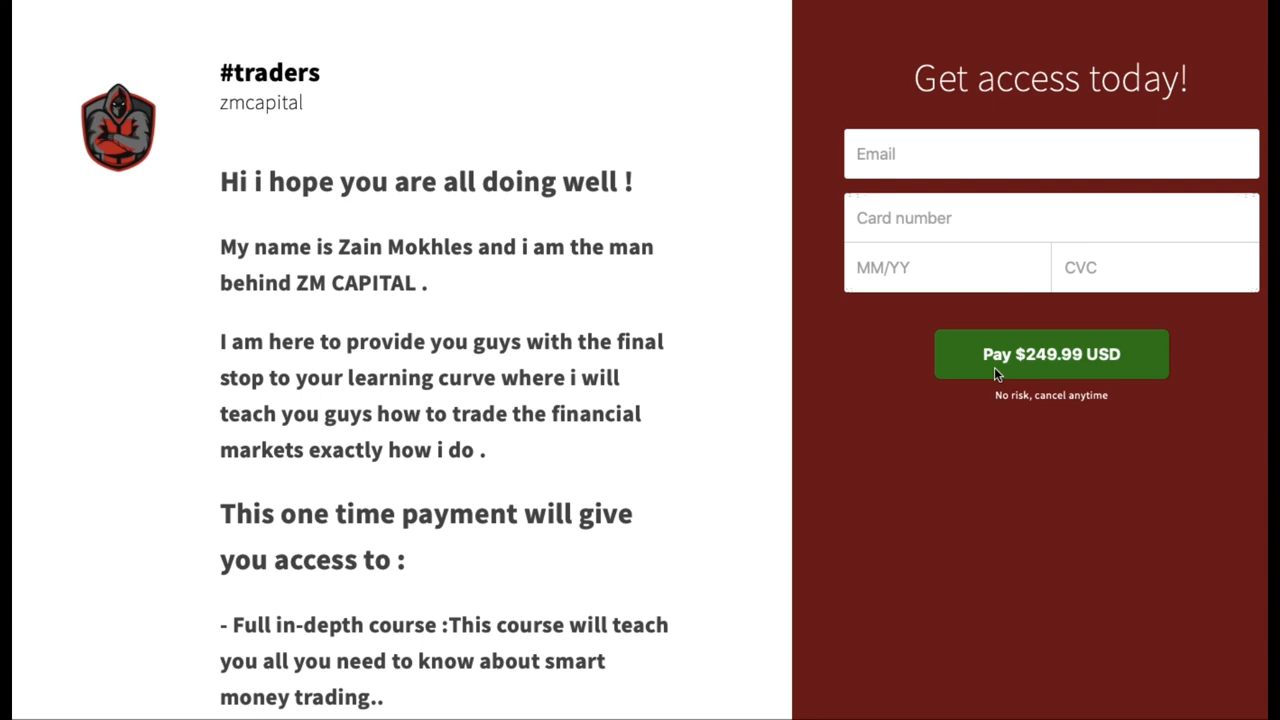 #traders
zmcapital
Hi i hope you are all doing well !
My name is Zain Mokhles and i am the man
behind ZM CAPITAL .
I am here to provide you guys with the final
stop to your learning curve where i will
teach you guys how to trade the financial
markets exactly how i do .
This one time payment will give
you access to :
- Full in-depth course :This course will teach
you all you need to know about smart
money trading..
Get access today!
Email
Card number
MM/YY
CVC
Pay $249.99 USD
No risk, cancel anytime